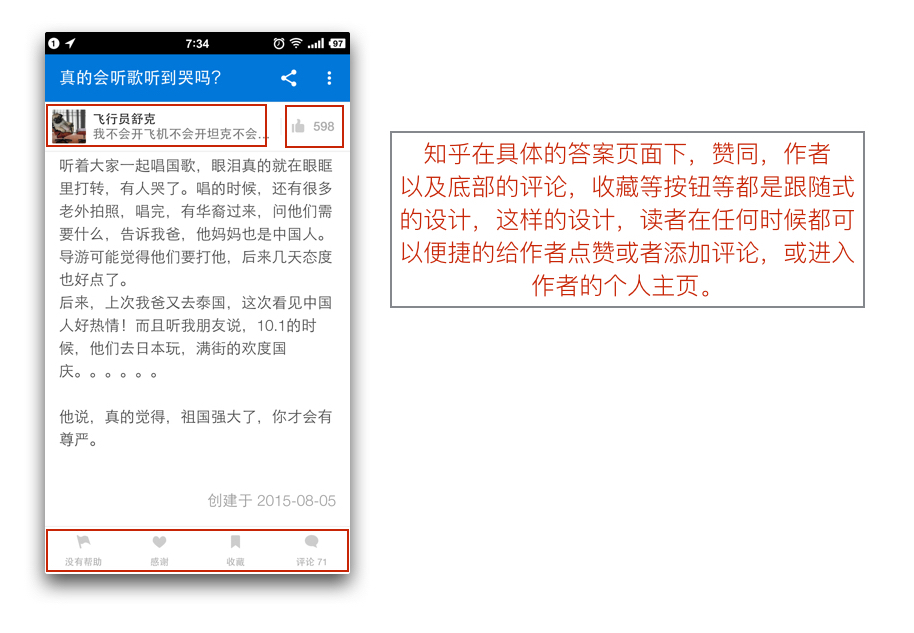 1
7:34
97
真的会听歌听到哭吗？
飞行员舒克
我不会开飞机不会开坦克不会...
598
听着大家一起唱国歌，眼泪真的就在眼眶
里打转，有人哭了。唱的时候，还有很多
老外拍照，唱完，有华裔过来，问他们需
要什么，告诉我爸，他妈妈也是中国人。
导游可能觉得他们要打他，后来几天态度
也好点了。
后来，上次我爸又去泰国，这次看见中国
人好热情！而且听我朋友说，10.1的时
候，他们去日本玩，满街的欢度国
庆。。。。。。
他说，真的觉得，祖国强大了，你才会有
尊严。
创建于 2015-08-05
没有帮助
感谢
收藏
评论 71
知乎在具体的答案页面下，赞同，作者
以及底部的评论，收藏等按钮等都是跟随式
的设计，这样的设计，读者在任何时候都可
以便捷的给作者点赞或者添加评论，或进入
作者的个人主页。